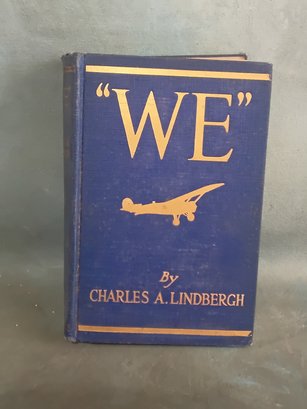 “WE”
By
CHARLES A. LINDBERGH